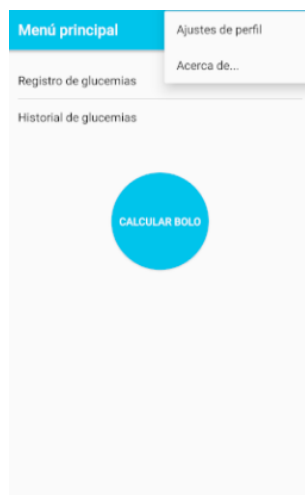 Menú principal
Ajustes de perfil
Acerca de...
Registro de glucemias
Historial de glucemias
CALCULAR BOLO